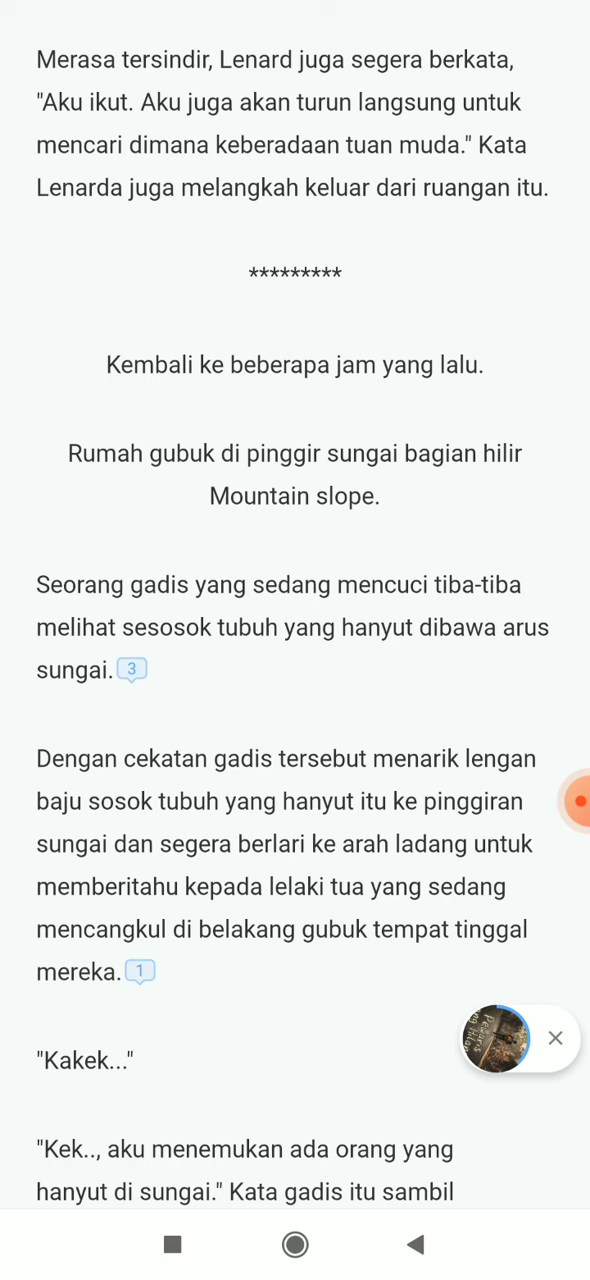 Merasa tersindir, Lenard juga segera berkata,
"Aku ikut. Aku juga akan turun langsung untuk
mencari dimana keberadaan tuan muda." Kata
Lenarda juga melangkah keluar dari ruangan itu.
*********
Kembali ke beberapa jam yang lalu.
Rumah gubuk di pinggir sungai bagian hilir
Mountain slope.
Seorang gadis yang sedang mencuci tiba-tiba
melihat sesosok tubuh yang hanyut dibawa arus
sungai. 3
Dengan cekatan gadis tersebut menarik lengan
baju sosok tubuh yang hanyut itu ke pinggiran
sungai dan segera berlari ke arah ladang untuk
memberitahu kepada lelaki tua yang sedang
mencangkul di belakang gubuk tempat tinggal
mereka. 1
"Kakek..."
"Kek.., aku menemukan ada orang yang
hanyut di sungai." Kata gadis itu sambil